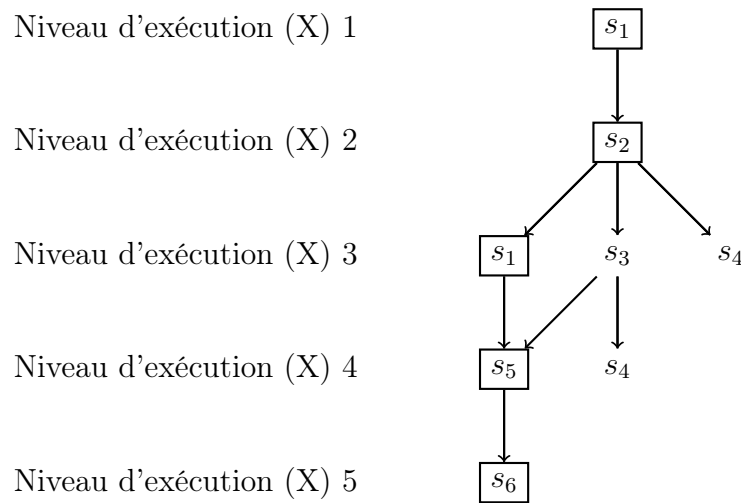 Niveau d'exécution (X) 1 s₁
Niveau d'exécution (X) 2 s₂
Niveau d'exécution (X) 3 s₁ s₃ s₄
Niveau d'exécution (X) 4 s₅ s₄
Niveau d'exécution (X) 5 s₆